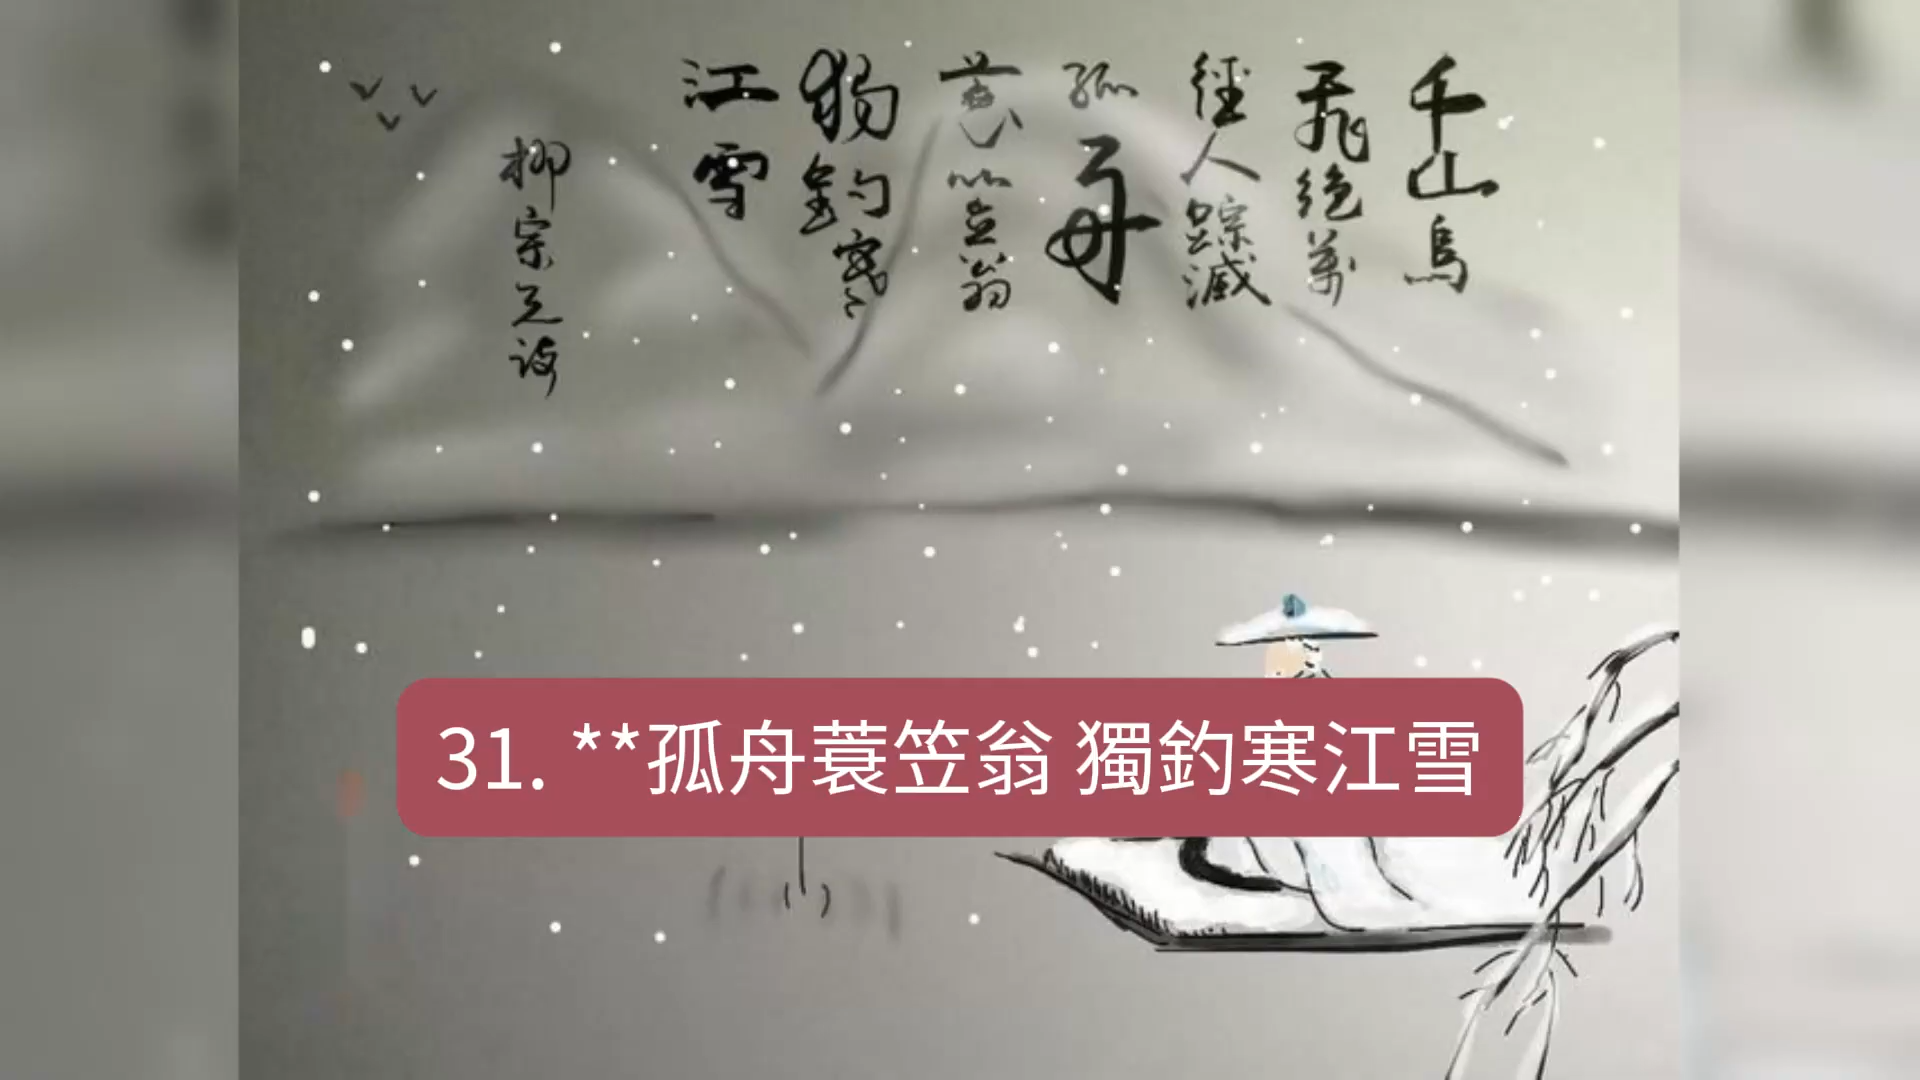 千山鳥
飛絕萬
徑人蹤滅
孤舟
蓑笠翁
獨釣寒
江雪
柳宗元詩
31. **孤舟蓑笠翁 獨釣寒江雪